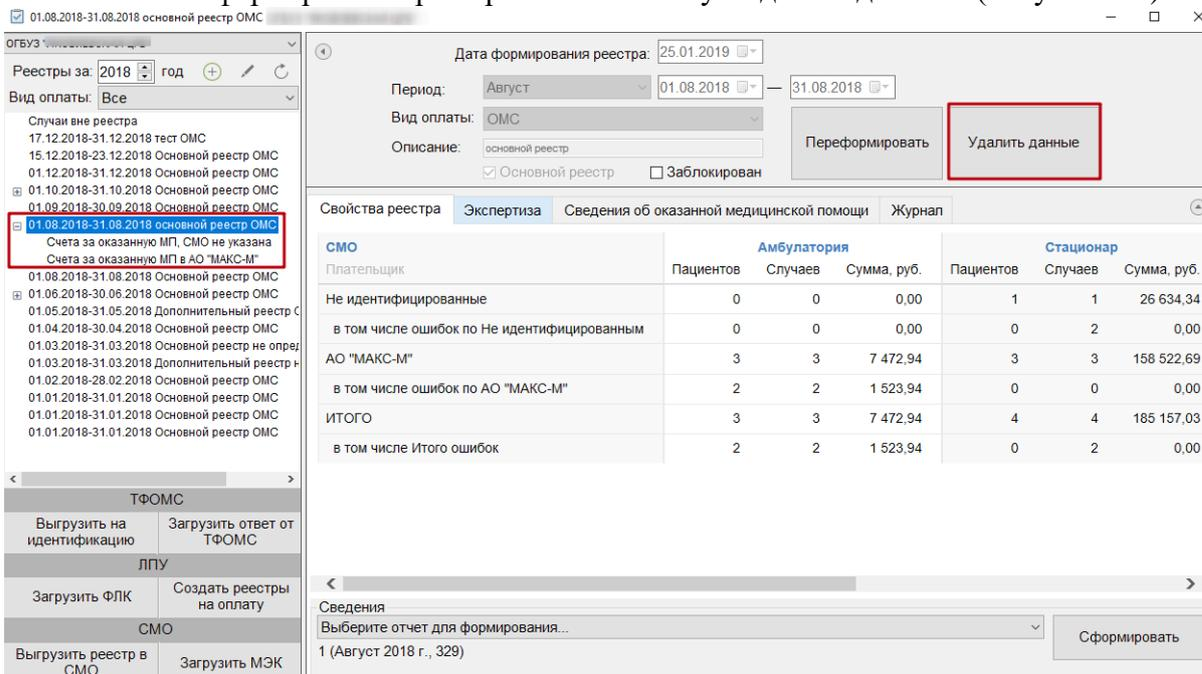 01.08.2018-31.08.2018 основной реестр ОМС
ОГБУЗ
Реестры за: 2018 год
Вид оплаты: Все
Случаи вне реестра
17.12.2018-31.12.2018 тест ОМС
15.12.2018-23.12.2018 Основной реестр ОМС
01.12.2018-31.12.2018 Основной реестр ОМС
01.10.2018-31.10.2018 Основной реестр ОМС
01.09.2018-30.09.2018 Основной реестр ОМС
01.08.2018-31.08.2018 основной реестр ОМС
Счета за оказанную МП, СМО не указана
Счета за оказанную МП в АО "МАКС-М"
01.08.2018-31.08.2018 Основной реестр ОМС
01.06.2018-30.06.2018 Основной реестр ОМС
01.05.2018-31.05.2018 Дополнительный реестр С
01.04.2018-30.04.2018 Основной реестр ОМС
01.03.2018-31.03.2018 Основной реестр не опред
01.03.2018-31.03.2018 Дополнительный реестр н
01.02.2018-28.02.2018 Основной реестр ОМС
01.01.2018-31.01.2018 Основной реестр ОМС
01.01.2018-31.01.2018 Основной реестр ОМС
01.01.2018-31.01.2018 Основной реестр ОМС
ТФОМС
Выгрузить на идентификацию
Загрузить ответ от ТФОМС
ЛПУ
Загрузить ФЛК
Создать реестры на оплату
СМО
Выгрузить реестр в СМО
Загрузить МЭК
Дата формирования реестра: 25.01.2019
Период: Август 01.08.2018 — 31.08.2018
Вид оплаты: ОМС
Описание: основной реестр
Основной реестр Заблокирован
Переформировать
Удалить данные
Свойства реестра Экспертиза Сведения об оказанной медицинской помощи Журнал
СМО Амбулатория Стационар
Плательщик Пациентов Случаев Сумма, руб. Пациентов Случаев Сумма, руб.
Не идентифицированные 0 0 0,00 1 1 26 634,34
в том числе ошибок по Не идентифицированным 0 0 0,00 0 2 0,00
АО "МАКС-М" 3 3 7 472,94 3 3 158 522,69
в том числе ошибок по АО "МАКС-М" 2 2 1 523,94 0 0 0,00
ИТОГО 3 3 7 472,94 4 4 185 157,03
в том числе Итого ошибок 2 2 1 523,94 0 2 0,00
Сведения
Выберите отчет для формирования...
Сформировать
1 (Август 2018 г., 329)